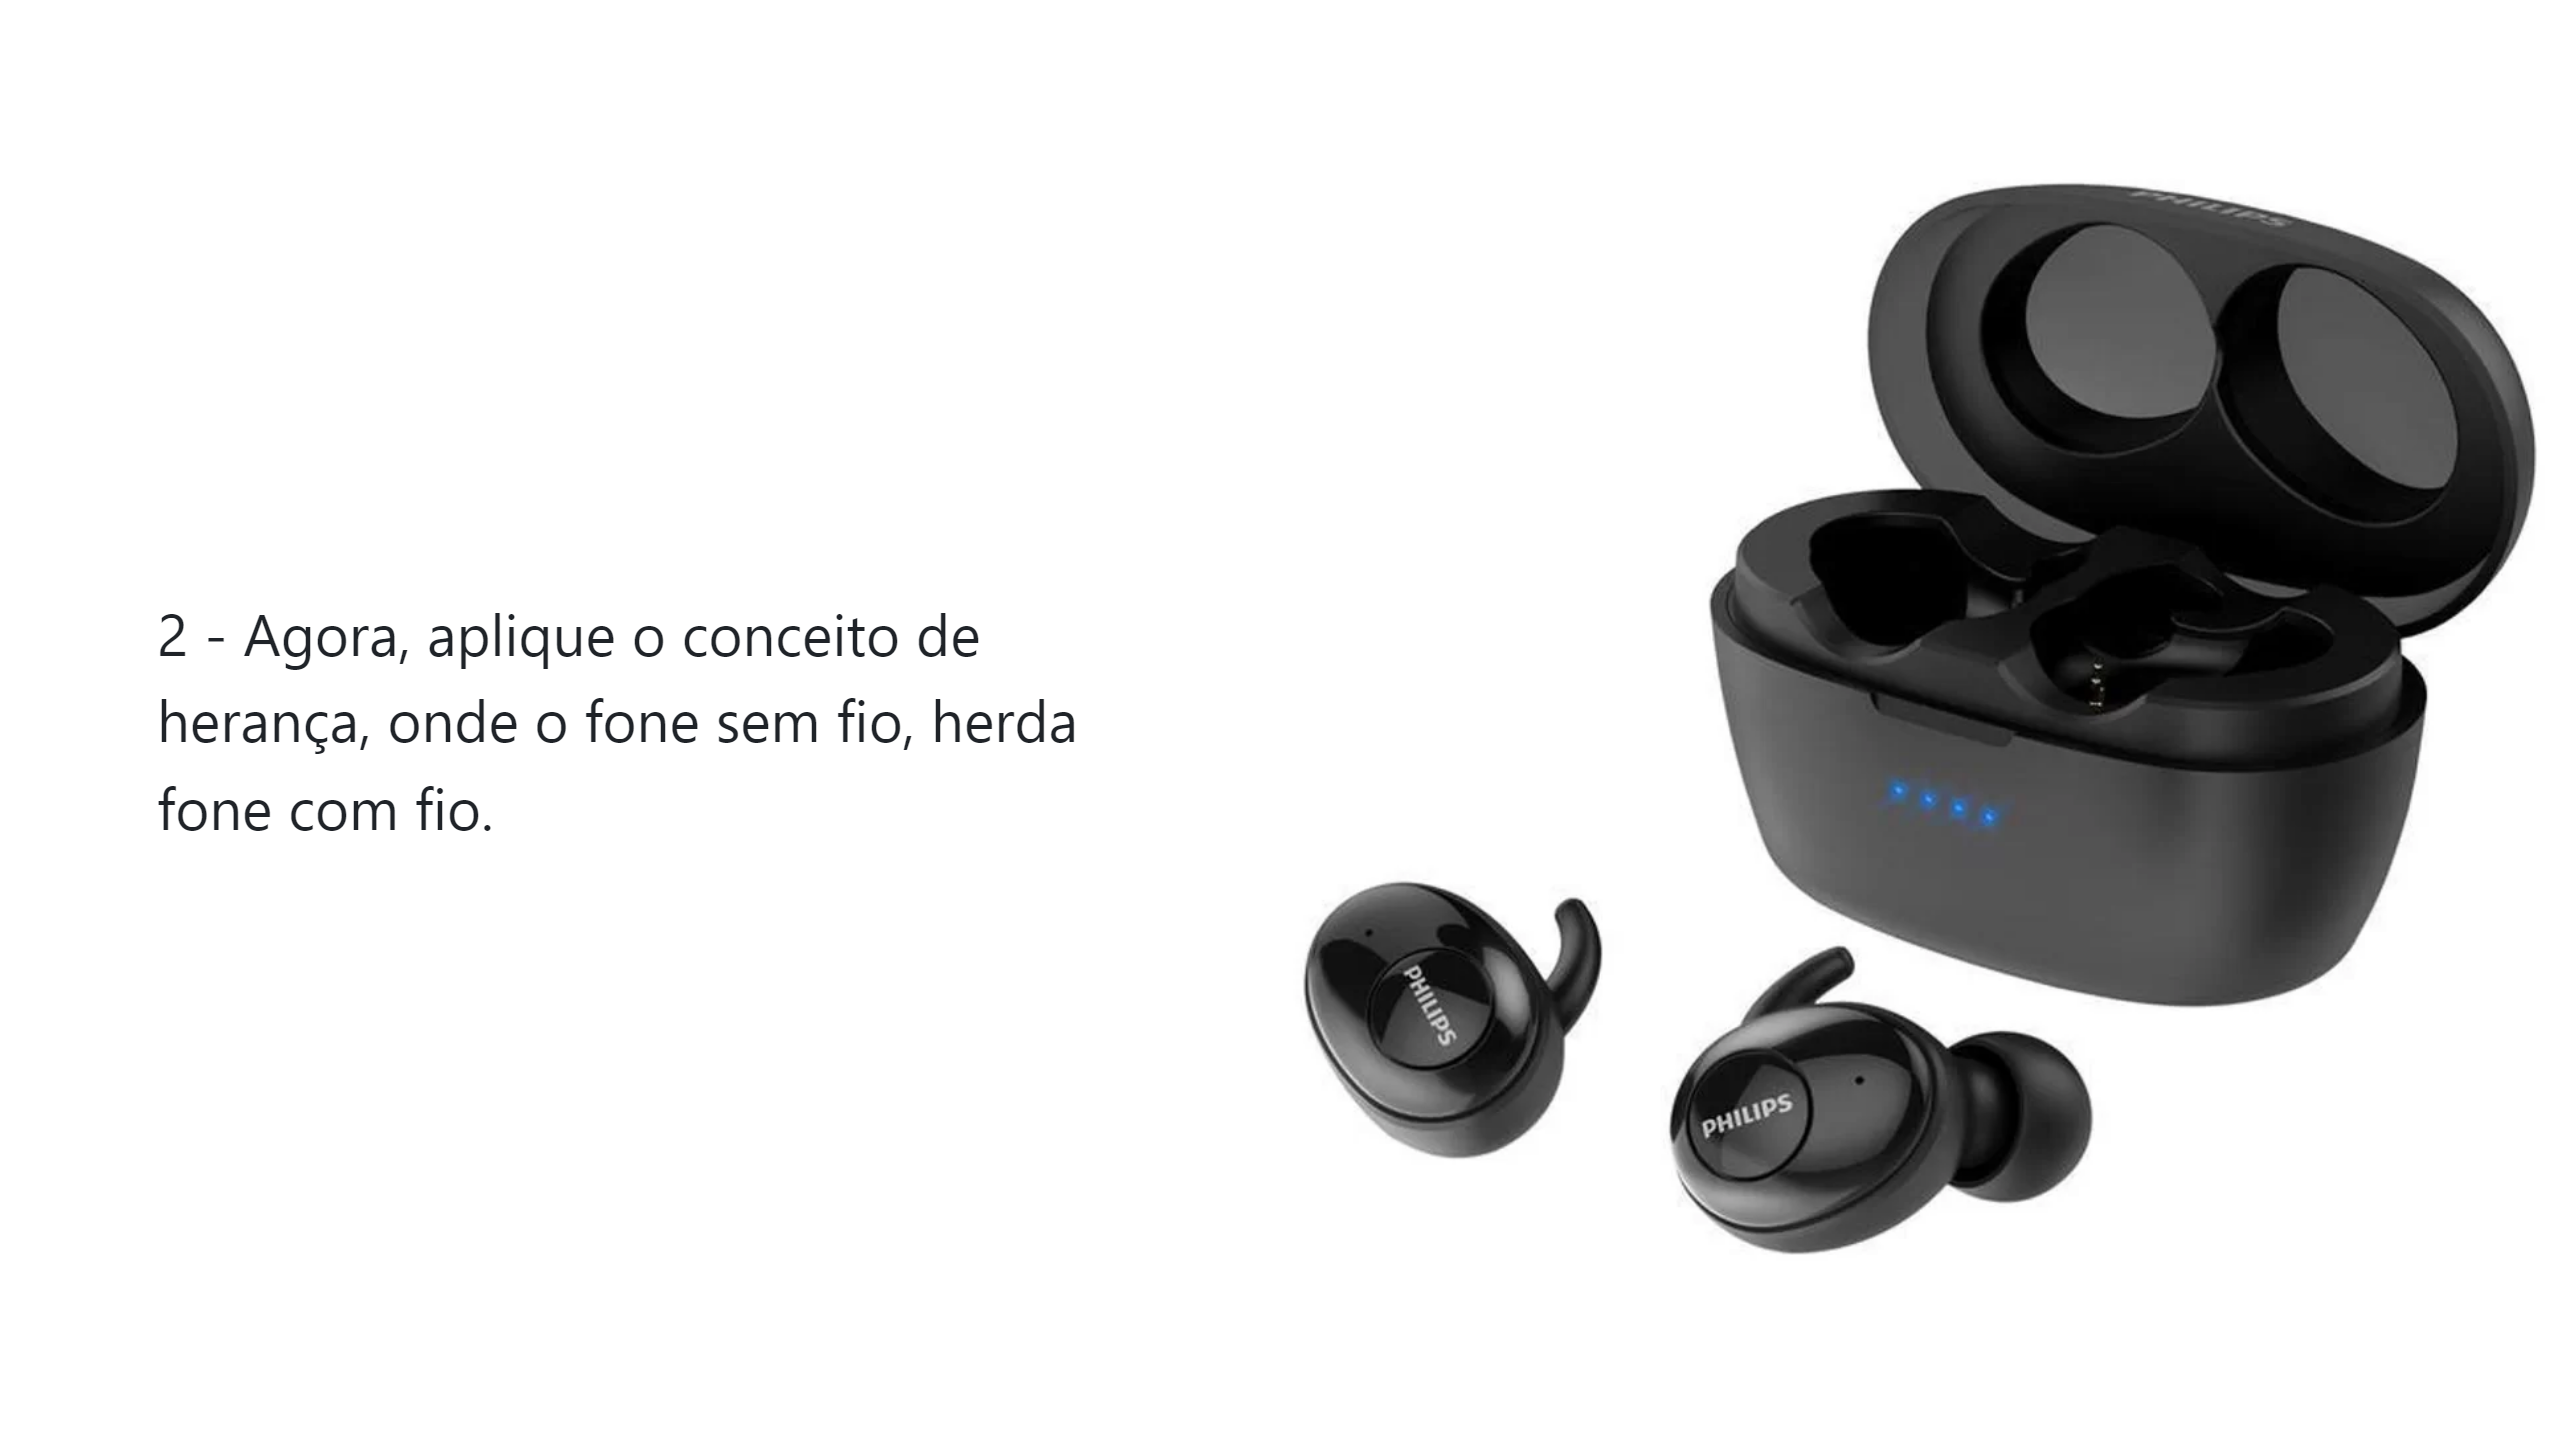 PHILIPS
2 - Agora, aplique o conceito de
herança, onde o fone sem fio, herda
fone com fio.
PHILIPS
PHILIPS